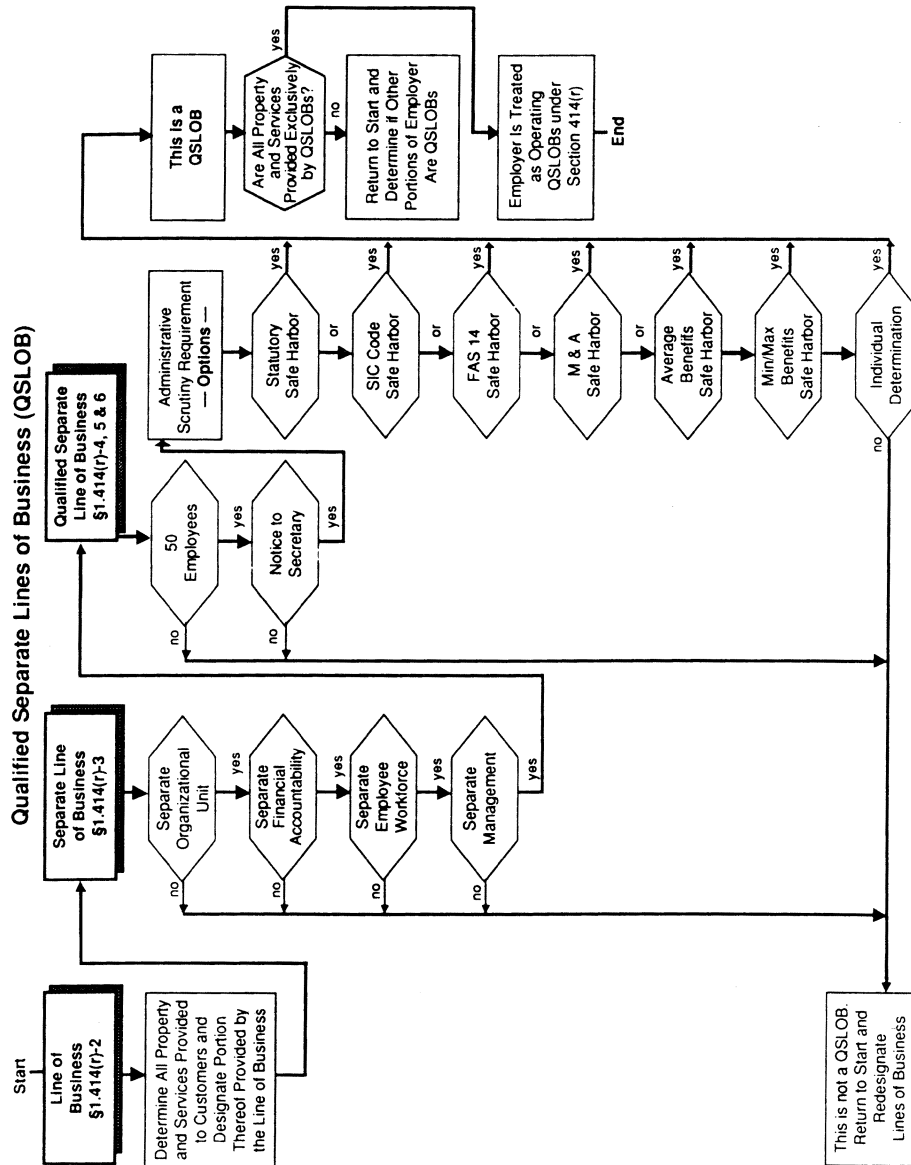 Qualified Separate Lines of Business (QSLOB)
Start
Line of
Business
§1.414(r)-2
Determine All Property
and Services Provided
to Customers and
Designate Portion
Thereof Provided by
the Line of Business
Separate Line
of Business
§1.414(r)-3
Separate
Organizational
Unit
no
yes
Separate
Financial
Accountability
no
yes
Separate
Employee
Workforce
no
yes
Separate
Management
no
yes
Qualified Separate
Line of Business
§1.414(r)-4, 5 & 6
50
Employees
no
yes
Notice to
Secretary
no
yes
Administrative
Scrutiny Requirement
— Options —
Statutory
Safe Harbor
yes
or
SIC Code
Safe Harbor
yes
or
FAS 14
Safe Harbor
yes
or
M & A
Safe Harbor
yes
or
Average
Benefits
Safe Harbor
yes
Min/Max
Benefits
Safe Harbor
yes
Individual
Determination
no
yes
This is a
QSLOB
Are All Property
and Services
Provided Exclusively
by QSLOBs?
yes
no
Return to Start and
Determine if Other
Portions of Employer
Are QSLOBs
Employer Is Treated
as Operating
QSLOBs under
Section 414(r)
End
This is not a QSLOB.
Return to Start and
Redesignate
Lines of Business